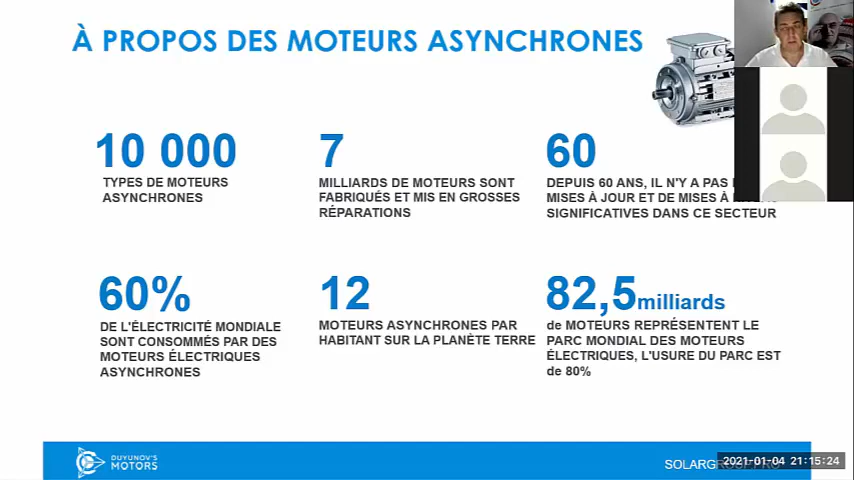 À PROPOS DES MOTEURS ASYNCHRONES
10 000
TYPES DE MOTEURS
ASYNCHRONES
7
MILLIARDS DE MOTEURS SONT
FABRIQUÉS ET MIS EN GROSSES
RÉPARATIONS
60
DEPUIS 60 ANS, IL N'Y A PAS
MISES À JOUR ET DE MISES À
SIGNIFICATIVES DANS CE SECTEUR
60%
DE L'ÉLECTRICITÉ MONDIALE
SONT CONSOMMÉS PAR DES
MOTEURS ÉLECTRIQUES
ASYNCHRONES
12
MOTEURS ASYNCHRONES PAR
HABITANT SUR LA PLANÈTE TERRE
82,5 milliards
de MOTEURS REPRÉSENTENT LE
PARC MONDIAL DES MOTEURS
ÉLECTRIQUES, L'USURE DU PARC EST
de 80%
DUYUNOV'S
MOTORS
2021-01-04 21:15:24